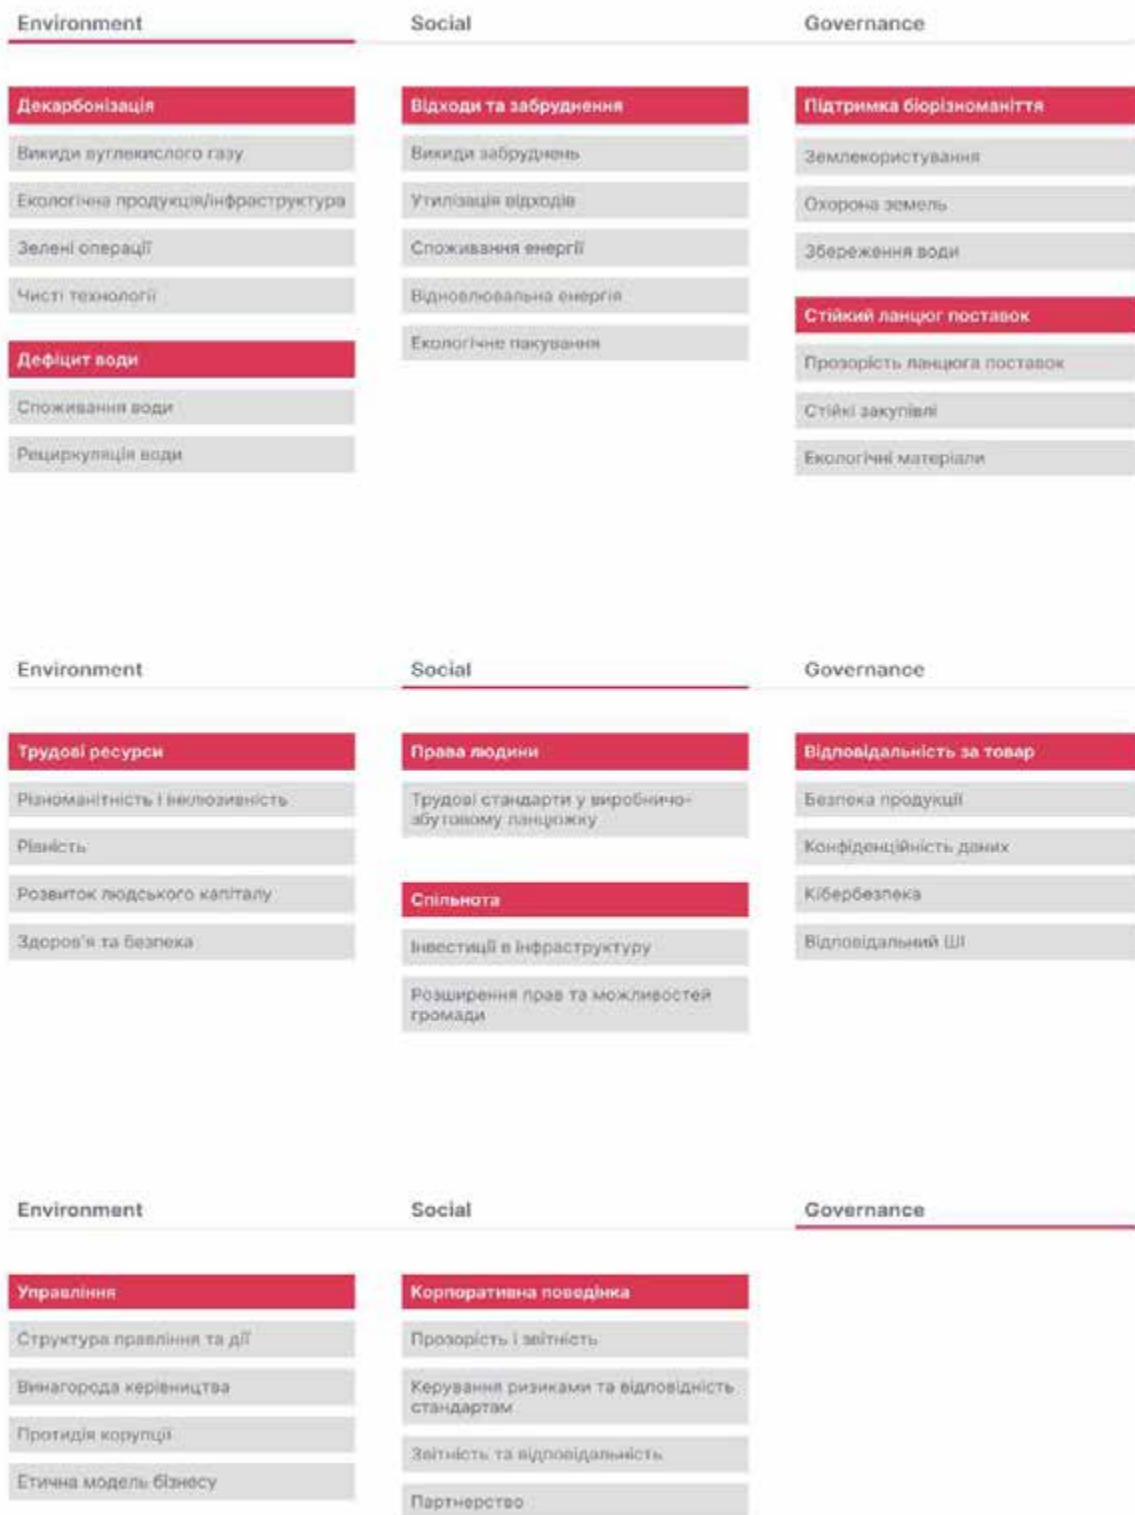 Environment
Social
Governance
Декарбонізація
Викиди вуглекислого газу
Екологічна продукція/інфраструктура
Зелені операції
Чисті технології
Дефіцит води
Споживання води
Рециркуляція води
Відходи та забруднення
Викиди забруднень
Утилізація відходів
Споживання енергії
Відновлювальна енергія
Екологічне пакування
Підтримка біорізноманіття
Землекористування
Охорона земель
Збереження води
Стійкий ланцюг поставок
Прозорість ланцюга поставок
Стійкі закупівлі
Екологічні матеріали
Environment
Social
Governance
Трудові ресурси
Різноманітність і інклюзивність
Рівність
Розвиток людського капіталу
Здоров'я та безпека
Права людини
Трудові стандарти у виробничо-
збутовому ланцюжку
Спільнота
Інвестиції в інфраструктуру
Розширення прав та можливостей
громади
Відповідальність за товар
Безпека продукції
Конфіденційність даних
Кібербезпека
Відповідальний ШІ
Environment
Social
Governance
Управління
Структура правління та дії
Винагорода керівництва
Протидія корупції
Етична модель бізнесу
Корпоративна поведінка
Прозорість і звітність
Керування ризиками та відповідність
стандартам
Звітність та відповідальність
Партнерство